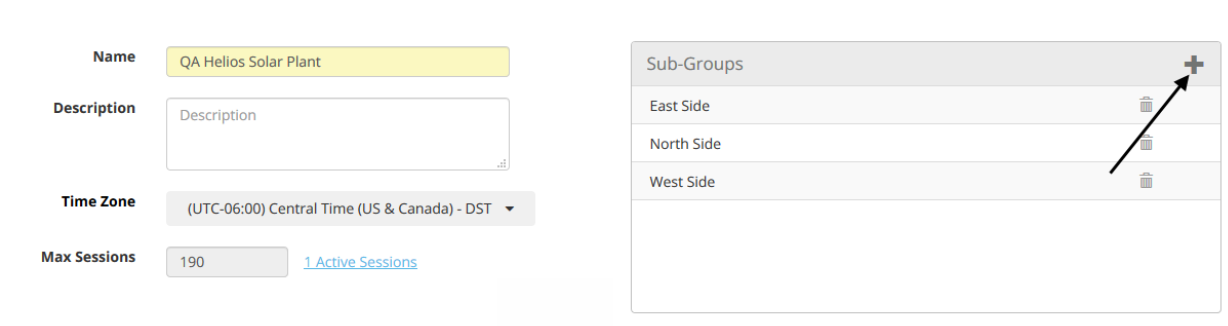 Name
QA Helios Solar Plant
Description
Description
Time Zone
(UTC-06:00) Central Time (US & Canada) - DST
Max Sessions
190
1 Active Sessions
Sub-Groups
East Side
North Side
West Side